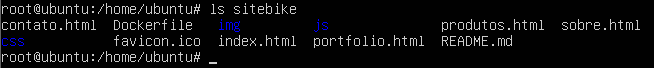 root@ubuntu:/home/ubuntu# ls sitebike
contato.html Dockerfile img js produtos.html sobre.html
css favicon.ico index.html portfolio.html README.md
root@ubuntu:/home/ubuntu# _